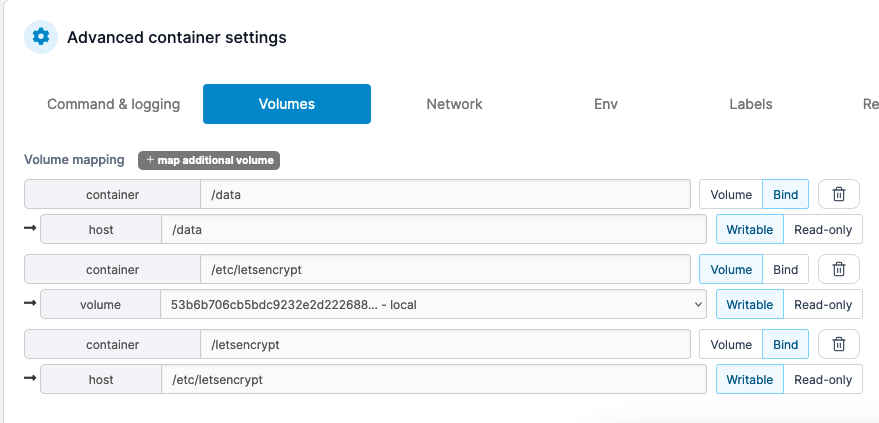 Advanced container settings
Command & logging Volumes Network Env Labels Re
Volume mapping + map additional volume
container /data Volume Bind
host /data Writable Read-only
container /etc/letsencrypt Volume Bind
volume 53b6b706cb5bdc9232e2d222688... - local Writable Read-only
container /letsencrypt Volume Bind
host /etc/letsencrypt Writable Read-only